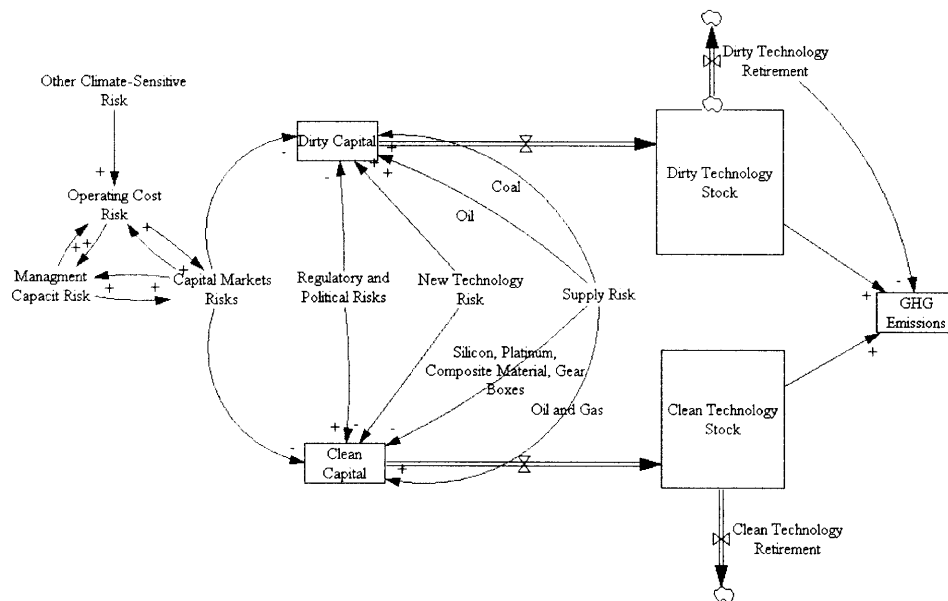 Dirty Technology
Retirement
Other Climate-Sensitive
Risk
+
Operating Cost
Risk
+
+
+
Managment
Capacit Risk
+
+
+
Capital Markets
Risks
-
-
Dirty Capital
-
+
+
+
Coal
Oil
Regulatory and
Political Risks
New Technology
Risk
Supply Risk
Silicon, Platinum,
Composite Material, Gear
Boxes
Oil and Gas
+
-
-
-
+
Clean
Capital
Dirty Technology
Stock
Clean Technology
Stock
+
-
GHG
Emissions
+
Clean Technology
Retirement